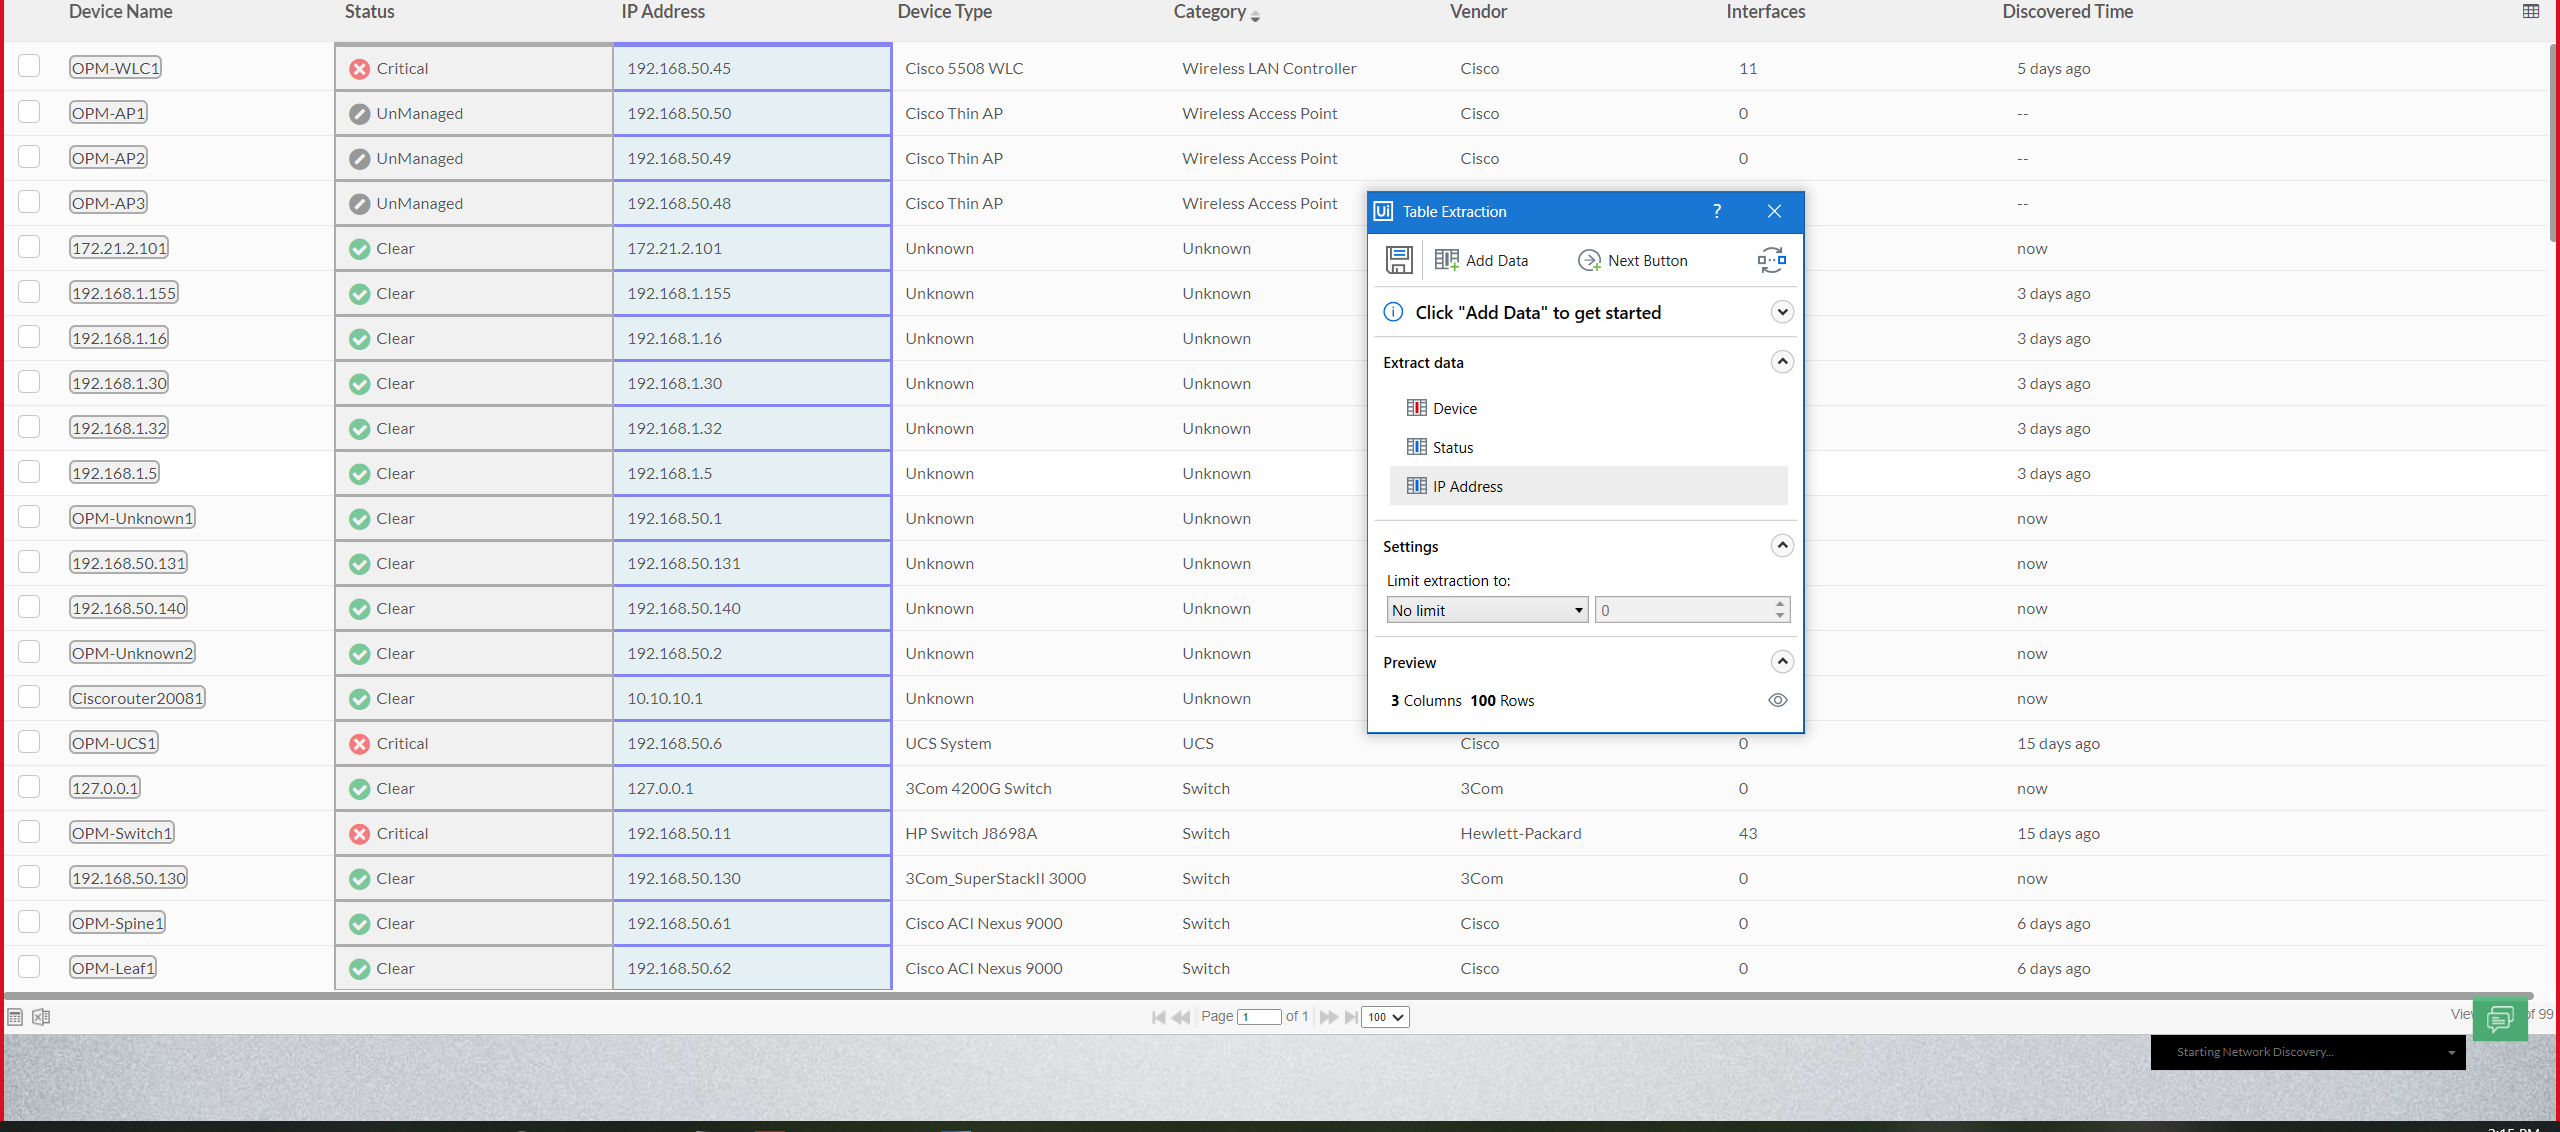 Device Name Status IP Address Device Type Category Vendor Interfaces Discovered Time
OPM-WLC1 Critical 192.168.50.45 Cisco 5508 WLC Wireless LAN Controller Cisco 11 5 days ago
OPM-AP1 UnManaged 192.168.50.50 Cisco Thin AP Wireless Access Point Cisco 0 --
OPM-AP2 UnManaged 192.168.50.49 Cisco Thin AP Wireless Access Point Cisco 0 --
OPM-AP3 UnManaged 192.168.50.48 Cisco Thin AP Wireless Access Point --
172.21.2.101 Clear 172.21.2.101 Unknown Unknown now
192.168.1.155 Clear 192.168.1.155 Unknown Unknown 3 days ago
192.168.1.16 Clear 192.168.1.16 Unknown Unknown 3 days ago
192.168.1.30 Clear 192.168.1.30 Unknown Unknown 3 days ago
192.168.1.32 Clear 192.168.1.32 Unknown Unknown 3 days ago
192.168.1.5 Clear 192.168.1.5 Unknown Unknown 3 days ago
OPM-Unknown1 Clear 192.168.50.1 Unknown Unknown now
192.168.50.131 Clear 192.168.50.131 Unknown Unknown now
192.168.50.140 Clear 192.168.50.140 Unknown Unknown now
OPM-Unknown2 Clear 192.168.50.2 Unknown Unknown now
Ciscorouter20081 Clear 10.10.10.1 Unknown Unknown now
OPM-UCS1 Critical 192.168.50.6 UCS System UCS Cisco 0 15 days ago
127.0.0.1 Clear 127.0.0.1 3Com 4200G Switch Switch 3Com 0 now
OPM-Switch1 Critical 192.168.50.11 HP Switch J8698A Switch Hewlett-Packard 43 15 days ago
192.168.50.130 Clear 192.168.50.130 3Com_SuperStackII 3000 Switch 3Com 0 now
OPM-Spine1 Clear 192.168.50.61 Cisco ACI Nexus 9000 Switch Cisco 0 6 days ago
OPM-Leaf1 Clear 192.168.50.62 Cisco ACI Nexus 9000 Switch Cisco 0 6 days ago
Ui Table Extraction ?
Add Data Next Button
Click "Add Data" to get started
Extract data
Device
Status
IP Address
Settings
Limit extraction to:
No limit 0
Preview
3 Columns 100 Rows
Page 1 of 1 100
of 99
Starting Network Discovery...